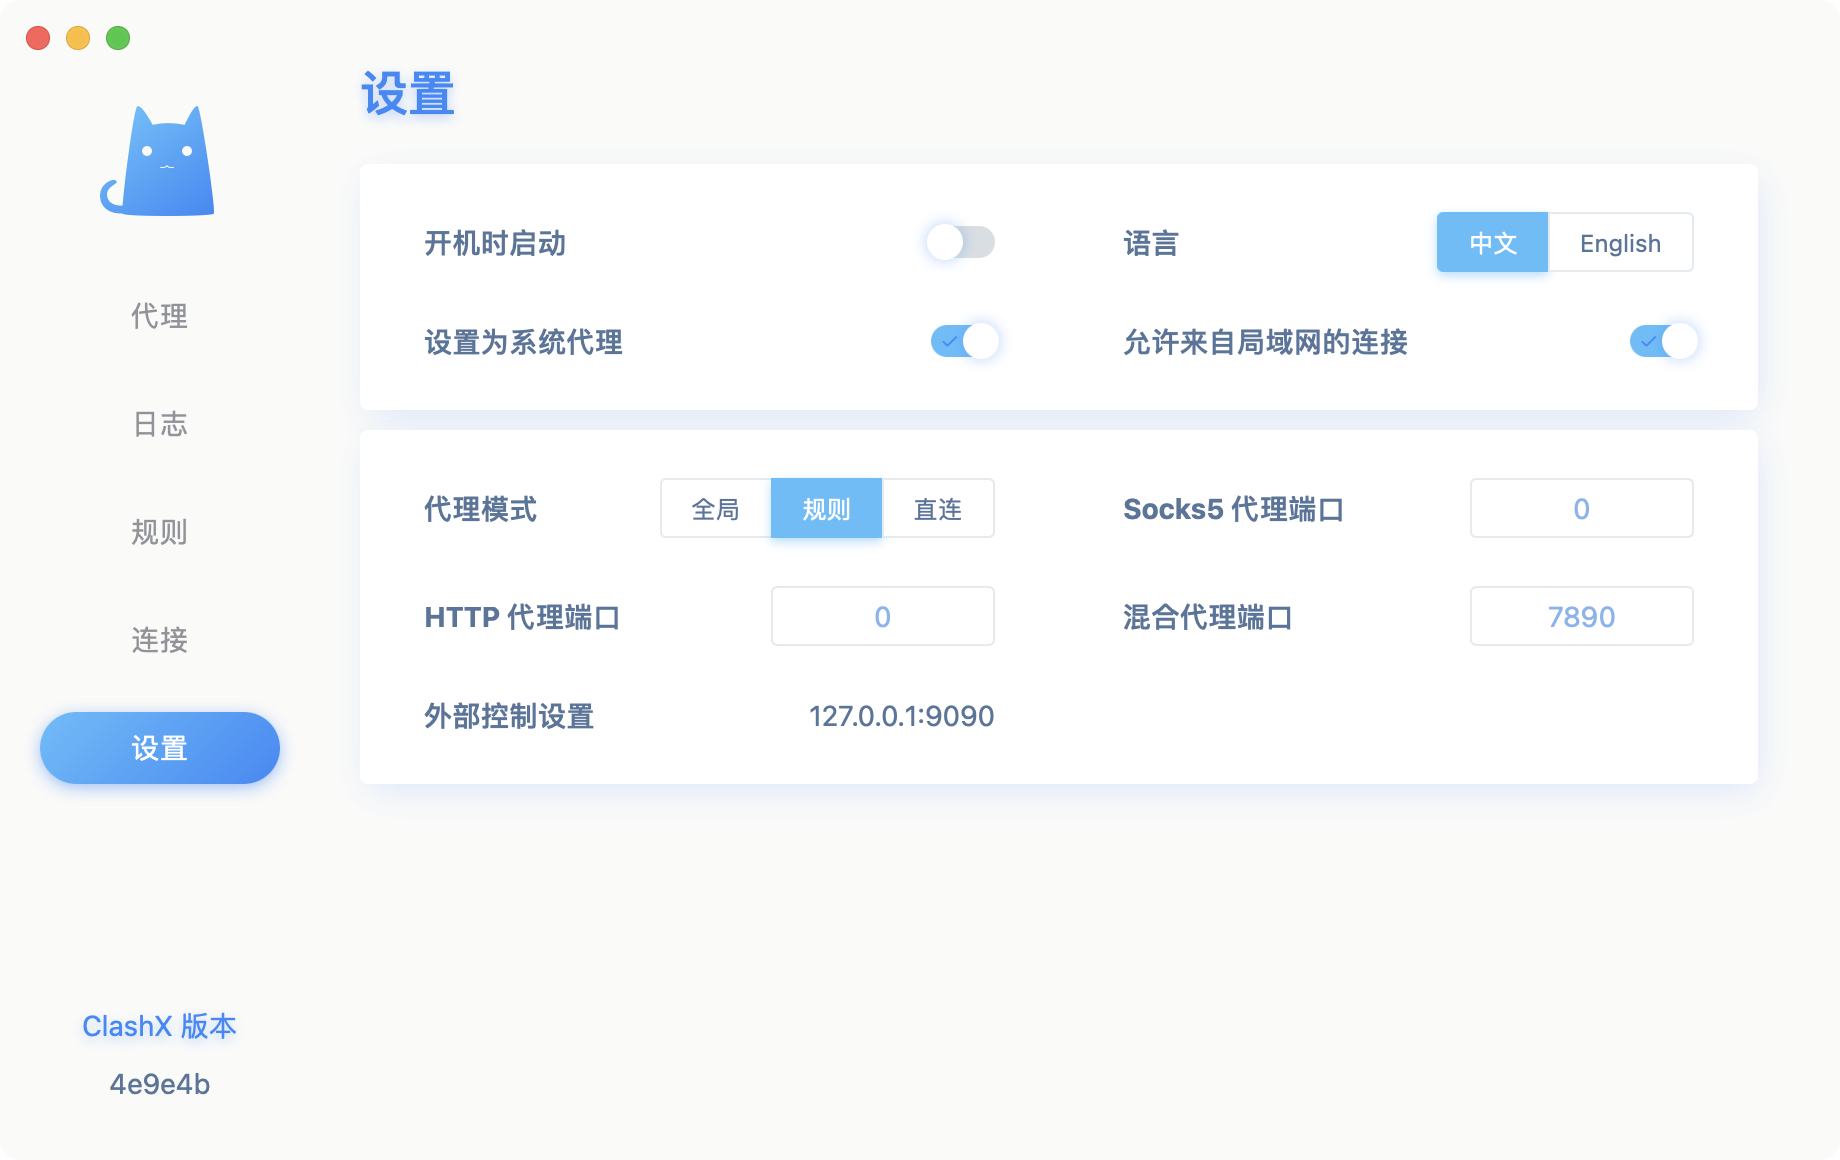 设置
代理
日志
规则
连接
设置
ClashX 版本
4e9e4b
开机时启动
语言 中文 English
设置为系统代理
允许来自局域网的连接
代理模式 全局 规则 直连
Socks5 代理端口 0
HTTP 代理端口 0
混合代理端口 7890
外部控制设置 127.0.0.1:9090